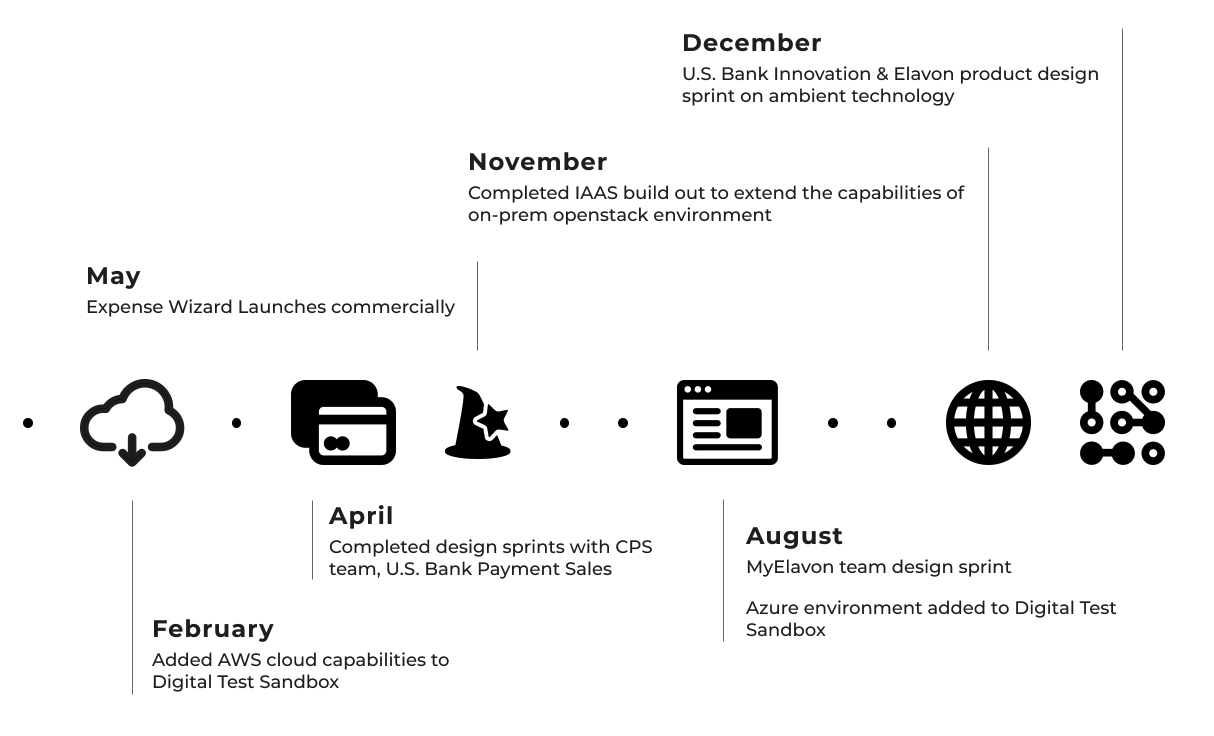 December
U.S. Bank Innovation & Elavon product design
sprint on ambient technology
November
Completed IAAS build out to extend the capabilities of
on-prem openstack environment
May
Expense Wizard Launches commercially
April
Completed design sprints with CPS
team, U.S. Bank Payment Sales
August
MyElavon team design sprint
Azure environment added to Digital Test
Sandbox
February
Added AWS cloud capabilities to
Digital Test Sandbox